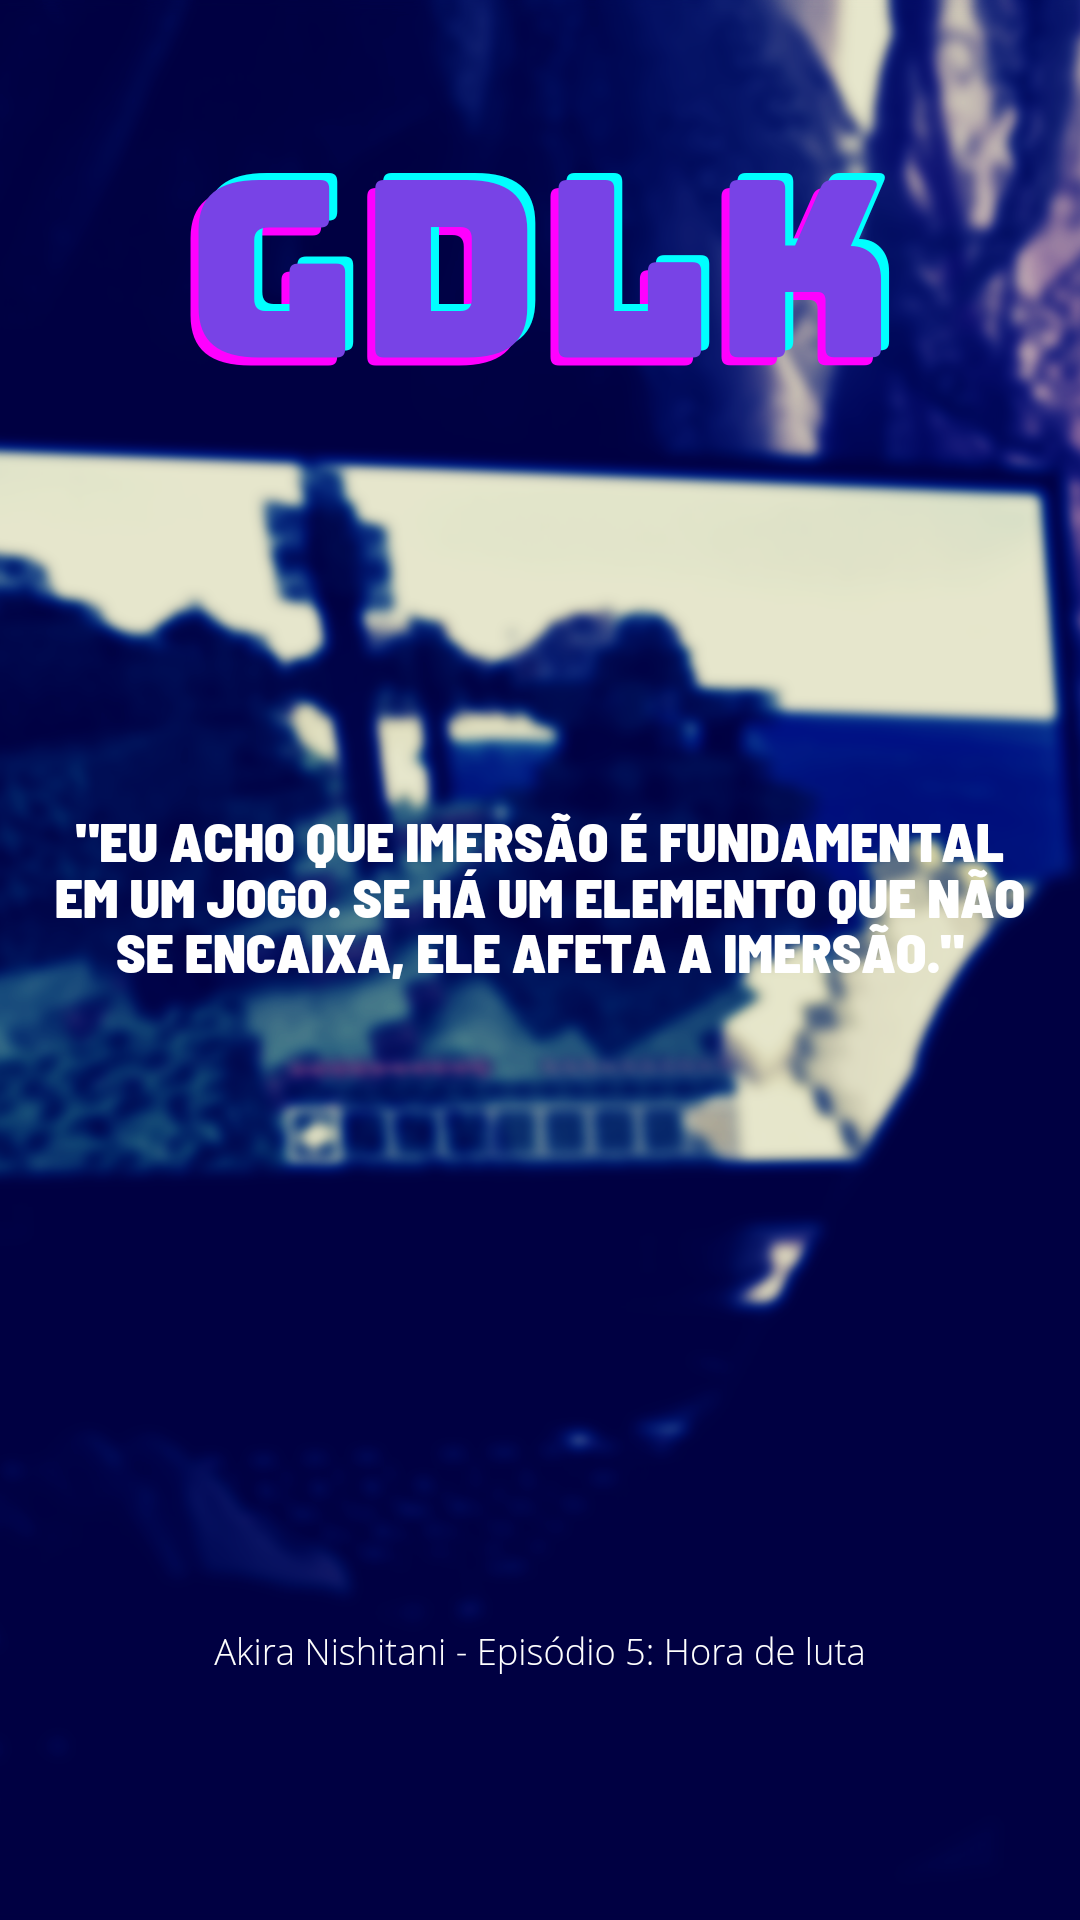 GDLK
"EU ACHO QUE IMERSÃO É FUNDAMENTAL
EM UM JOGO. SE HÁ UM ELEMENTO QUE NÃO
SE ENCAIXA, ELE AFETA A IMERSÃO."
Akira Nishitani - Episódio 5: Hora de luta